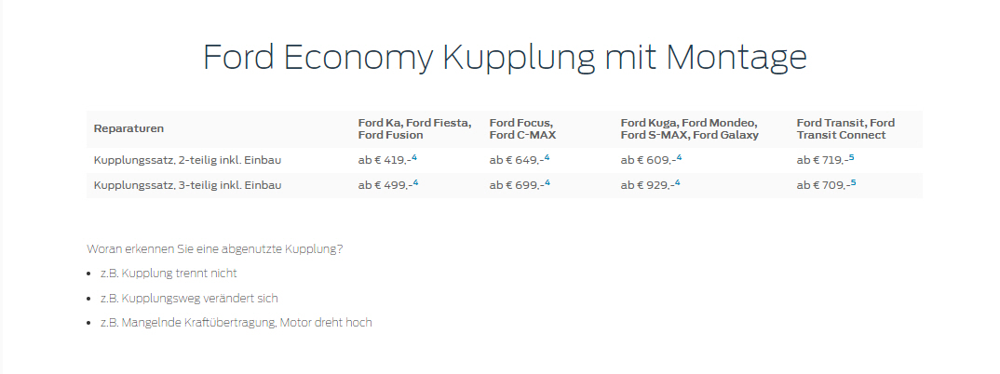 Ford Economy Kupplung mit Montage
Reparaturen
Ford Ka, Ford Fiesta,
Ford Fusion
Ford Focus,
Ford C-MAX
Ford Kuga, Ford Mondeo,
Ford S-MAX, Ford Galaxy
Ford Transit, Ford
Transit Connect
Kupplungssatz, 2-teilig inkl. Einbau ab € 419,-4 ab € 649,-4 ab € 609,-4 ab € 719,-5
Kupplungssatz, 3-teilig inkl. Einbau ab € 499,-4 ab € 699,-4 ab € 929,-4 ab € 709,-5
Woran erkennen Sie eine abgenutzte Kupplung?
• z.B. Kupplung trennt nicht
• z.B. Kupplungsweg verändert sich
• z.B. Mangelnde Kraftübertragung, Motor dreht hoch